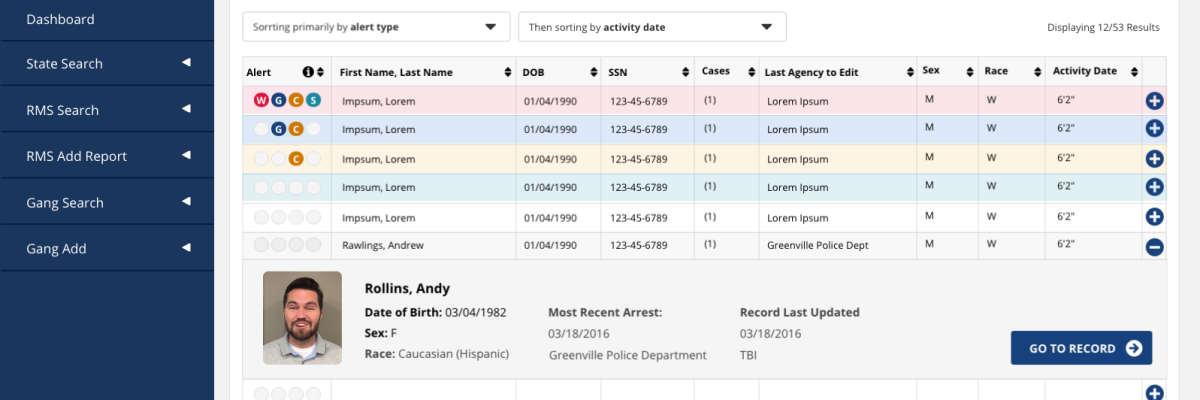 Dashboard
State Search
RMS Search
RMS Add Report
Gang Search
Gang Add
Sorrting primarily by alert type
Then sorting by activity date
Displaying 12/53 Results
Alert First Name, Last Name DOB SSN Cases Last Agency to Edit Sex Race Activity Date
W G C S Impsum, Lorem 01/04/1990 123-45-6789 (1) Lorem Ipsum M W 6'2"
G C Impsum, Lorem 01/04/1990 123-45-6789 (1) Lorem Ipsum M W 6'2"
C Impsum, Lorem 01/04/1990 123-45-6789 (1) Lorem Ipsum M W 6'2"
Impsum, Lorem 01/04/1990 123-45-6789 (1) Lorem Ipsum M W 6'2"
Impsum, Lorem 01/04/1990 123-45-6789 (1) Lorem Ipsum M W 6'2"
Rawlings, Andrew 01/04/1990 123-45-6789 (1) Greenville Police Dept M W 6'2"
Rollins, Andy
Date of Birth: 03/04/1982
Sex: F
Race: Caucasian (Hispanic)
Most Recent Arrest:
03/18/2016
Greenville Police Department
Record Last Updated
03/18/2016
TBI
GO TO RECORD